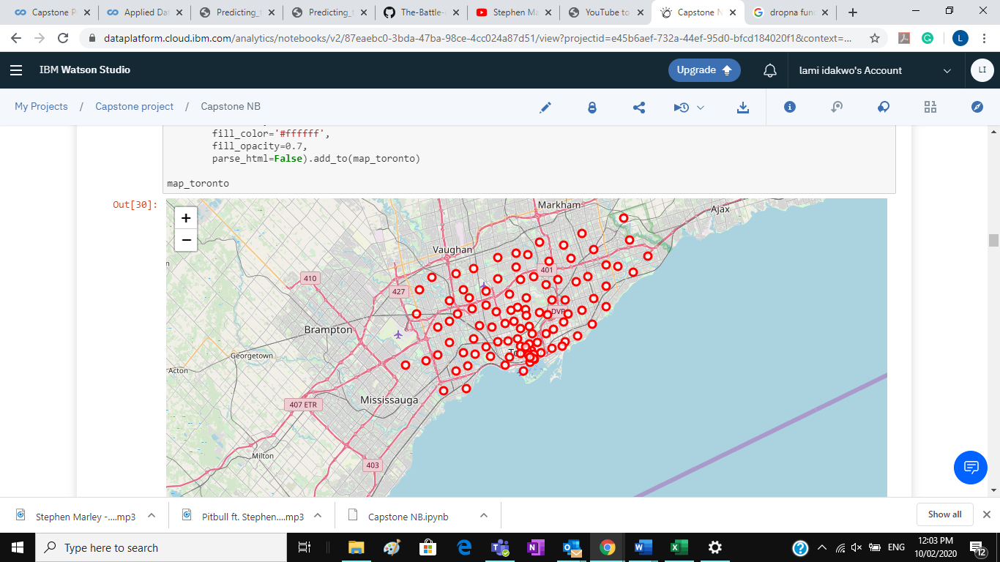 Capstone P
Applied Dat
Predicting_t
Predicting_t
The-Battle-
Stephen Ma
YouTube to
Capstone N
dropna fun
dataplatform.cloud.ibm.com/analytics/notebooks/v2/87eaebc0-3bda-47ba-98ce-4cc024a87d51/view?projectid=e45b6aef-732a-44ef-95d0-bfcd184020f1&context=...
L
IBM Watson Studio
Upgrade
lami idakwo's Account
LI
My Projects / Capstone project / Capstone NB
fill_color='#ffffff',
fill_opacity=0.7,
parse_html=False).add_to(map_toronto)
map_toronto
Out[30]:
+
−
Markham
Ajax
Vaughan
401
410
427
DVP
Brampton
Georgetown
Acton
To
Mississauga
407 ETR
Milton
403
Stephen Marley -....mp3
Pitbull ft. Stephen....mp3
Capstone NB.ipynb
Show all
Type here to search
ENG
12:03 PM
10/02/2020
12